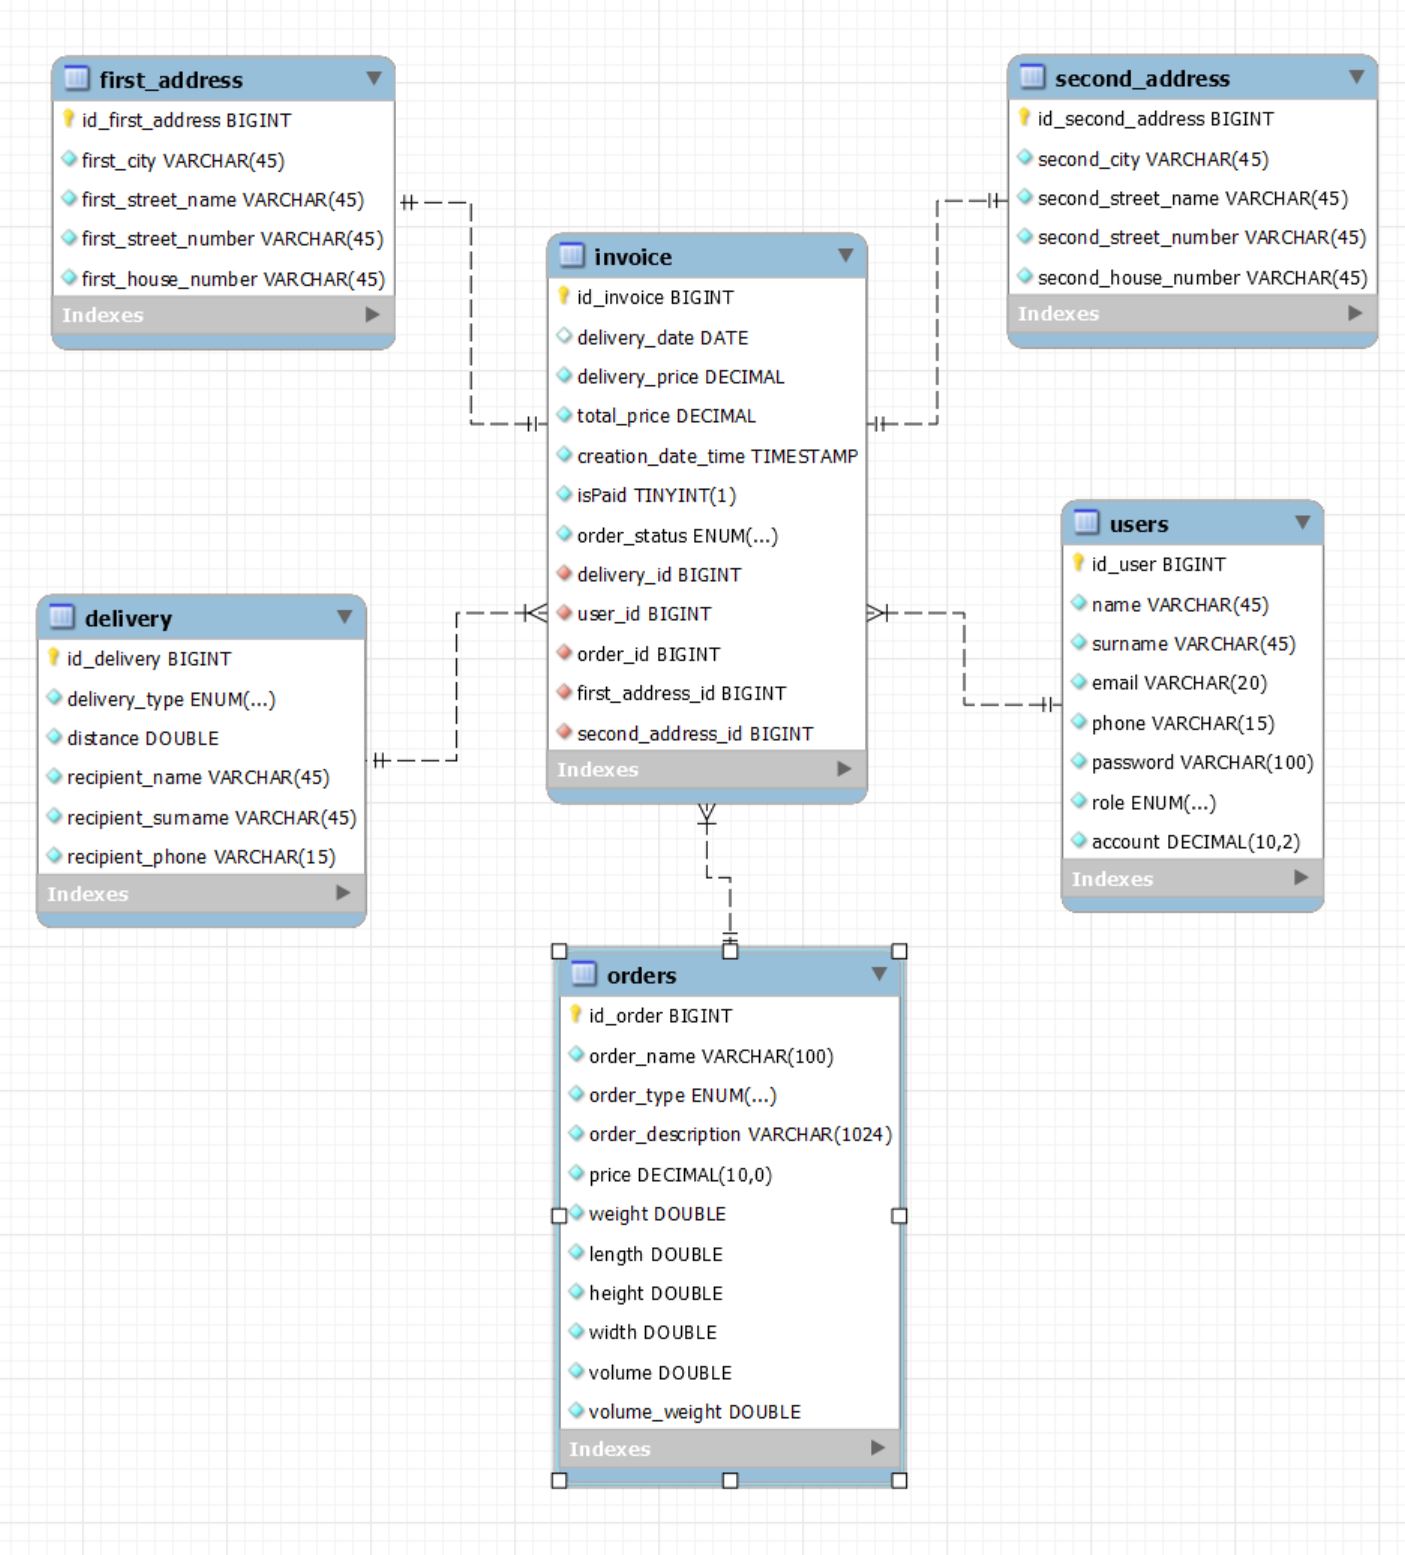 first_address
id_first_address BIGINT
first_city VARCHAR(45)
first_street_name VARCHAR(45)
first_street_number VARCHAR(45)
first_house_number VARCHAR(45)
Indexes
second_address
id_second_address BIGINT
second_city VARCHAR(45)
second_street_name VARCHAR(45)
second_street_number VARCHAR(45)
second_house_number VARCHAR(45)
Indexes
invoice
id_invoice BIGINT
delivery_date DATE
delivery_price DECIMAL
total_price DECIMAL
creation_date_time TIMESTAMP
isPaid TINYINT(1)
order_status ENUM(...)
delivery_id BIGINT
user_id BIGINT
order_id BIGINT
first_address_id BIGINT
second_address_id BIGINT
Indexes
users
id_user BIGINT
name VARCHAR(45)
surname VARCHAR(45)
email VARCHAR(20)
phone VARCHAR(15)
password VARCHAR(100)
role ENUM(...)
account DECIMAL(10,2)
Indexes
delivery
id_delivery BIGINT
delivery_type ENUM(...)
distance DOUBLE
recipient_name VARCHAR(45)
recipient_surname VARCHAR(45)
recipient_phone VARCHAR(15)
Indexes
orders
id_order BIGINT
order_name VARCHAR(100)
order_type ENUM(...)
order_description VARCHAR(1024)
price DECIMAL(10,0)
weight DOUBLE
length DOUBLE
height DOUBLE
width DOUBLE
volume DOUBLE
volume_weight DOUBLE
Indexes